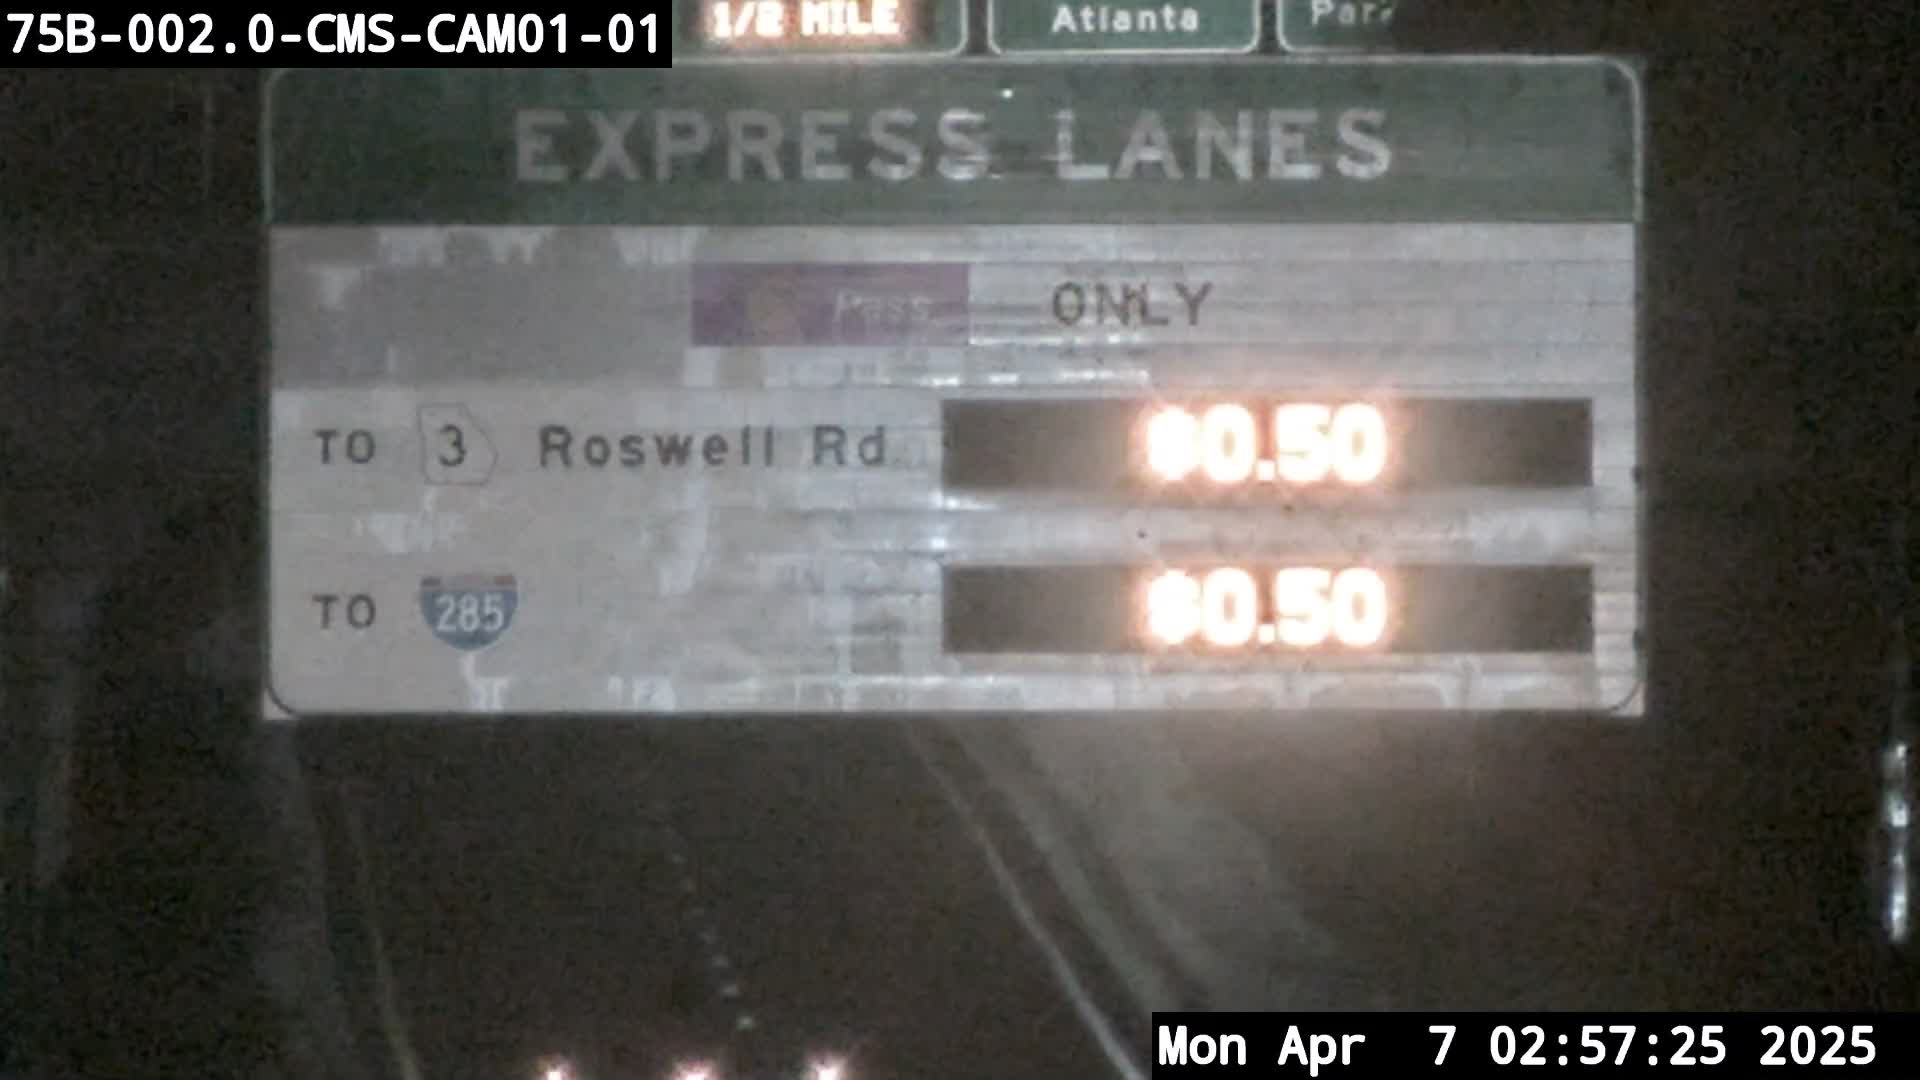 75B-002.0-CMS-CAM01-01
1/2 MILE
Atlanta
EXPRESS LANES
Pass ONLY
TO 3 Roswell Rd $0.50
TO 285 $0.50
Mon Apr 7 02:57:25 2025